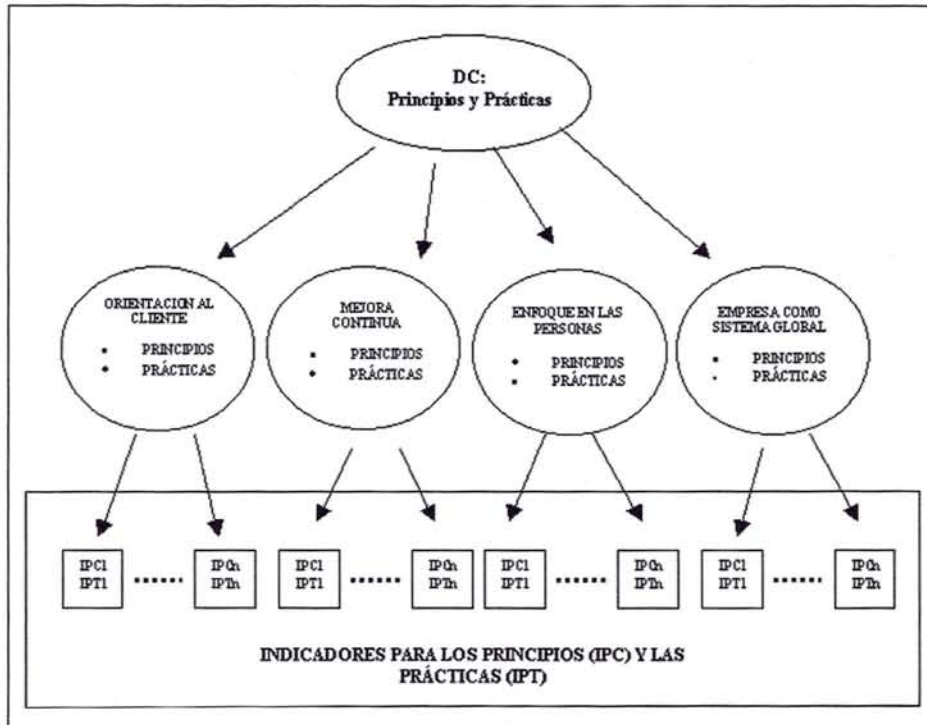 DC:
Principios y Prácticas
ORIENTACION AL
CLIENTE
PRINCIPIOS
PRÁCTICAS
MEJORA
CONTINUA
PRINCIPIOS
PRÁCTICAS
ENFOQUE EN LAS
PERSONAS
PRINCIPIOS
PRÁCTICAS
EMPRESA COMO
SISTEMA GLOBAL
PRINCIPIOS
PRÁCTICAS
IPC1
IPT1
IPCn
IPTn
IPC1
IPT1
IPCn
IPTn
IPC1
IPT1
IPCn
IPTn
IPC1
IPT1
IPCn
IPTn
INDICADORES PARA LOS PRINCIPIOS (IPC) Y LAS
PRÁCTICAS (IPT)